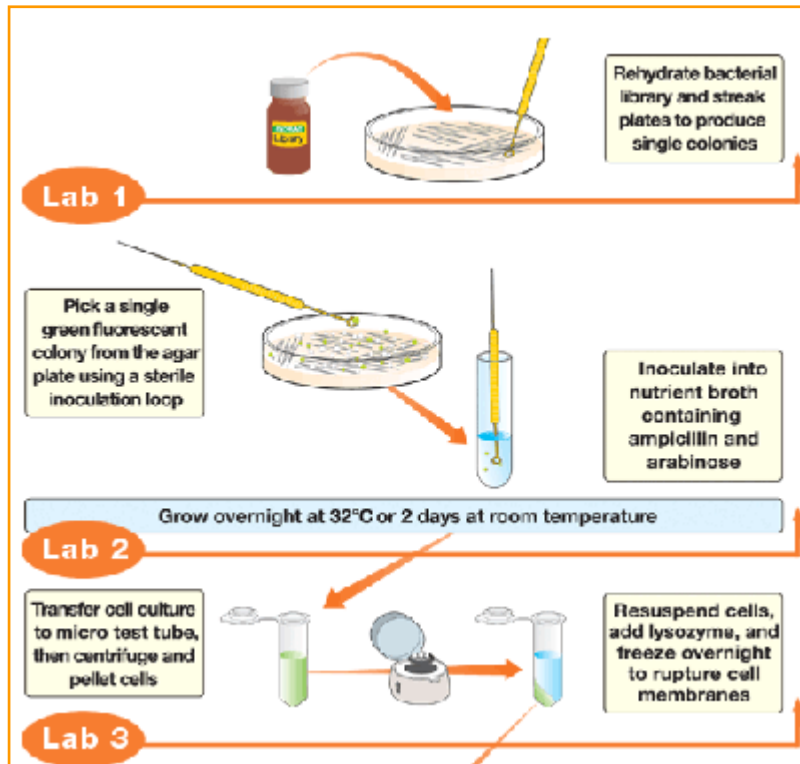 Library
Rehydrate bacterial
library and streak
plates to produce
single colonies
Lab 1
Pick a single
green fluorescent
colony from the agar
plate using a sterile
inoculation loop
Inoculate into
nutrient broth
containing
ampicillin and
arabinose
Grow overnight at 32°C or 2 days at room temperature
Lab 2
Transfer cell culture
to micro test tube,
then centrifuge and
pellet cells
Resuspend cells,
add lysozyme, and
freeze overnight
to rupture cell
membranes
Lab 3